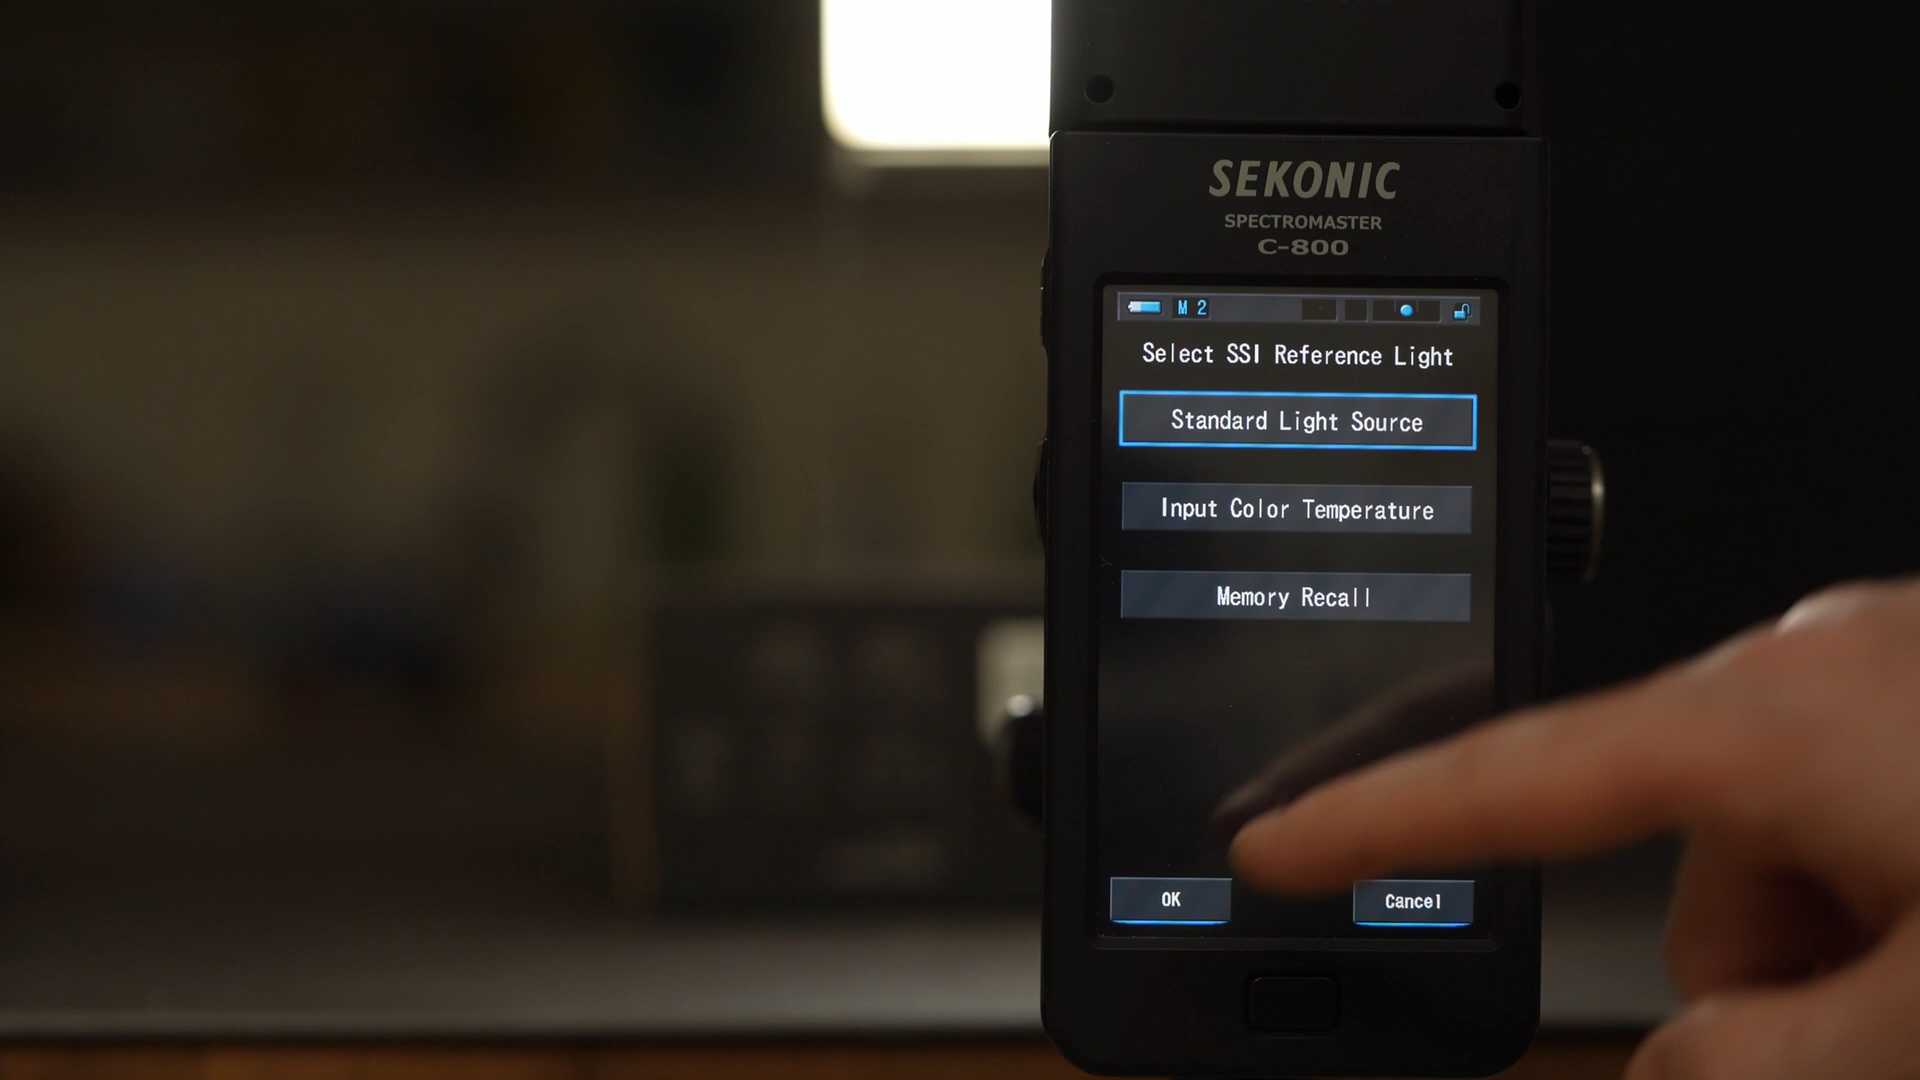 SEKONIC
SPECTROMASTER
C-800
M 2
Select SSI Reference Light
Standard Light Source
Input Color Temperature
Memory Recall
OK
Cancel